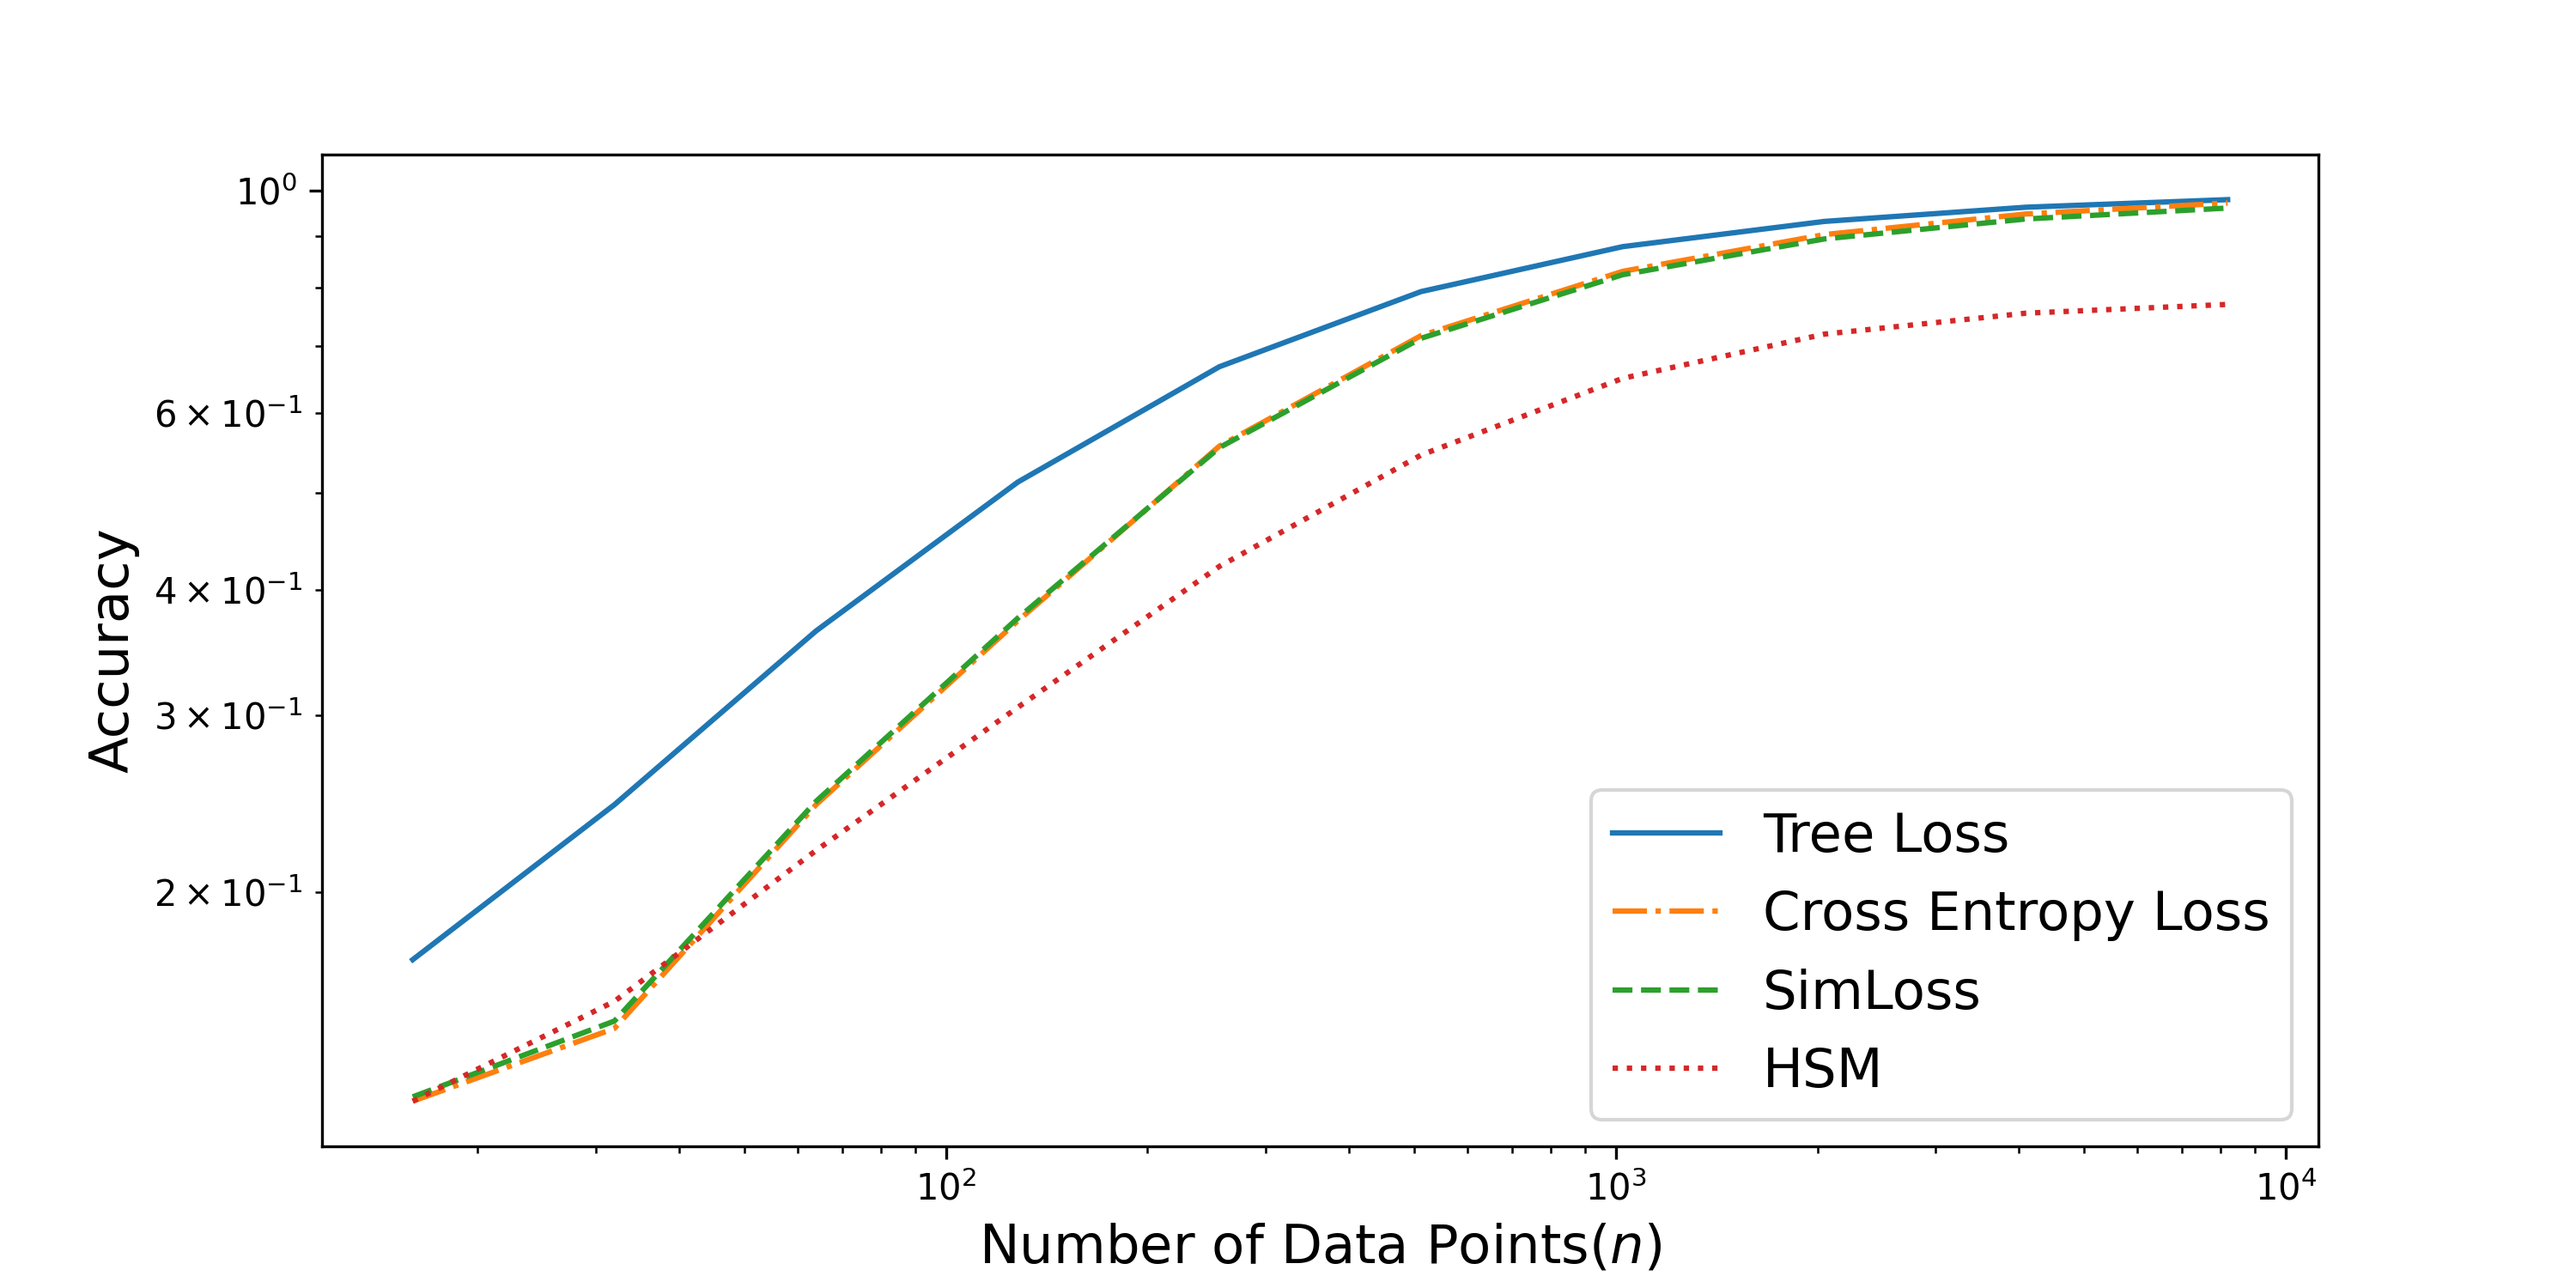 10⁰
6 × 10⁻¹
4 × 10⁻¹
3 × 10⁻¹
2 × 10⁻¹
Accuracy
Tree Loss
Cross Entropy Loss
SimLoss
HSM
10² 10³ 10⁴
Number of Data Points(n)